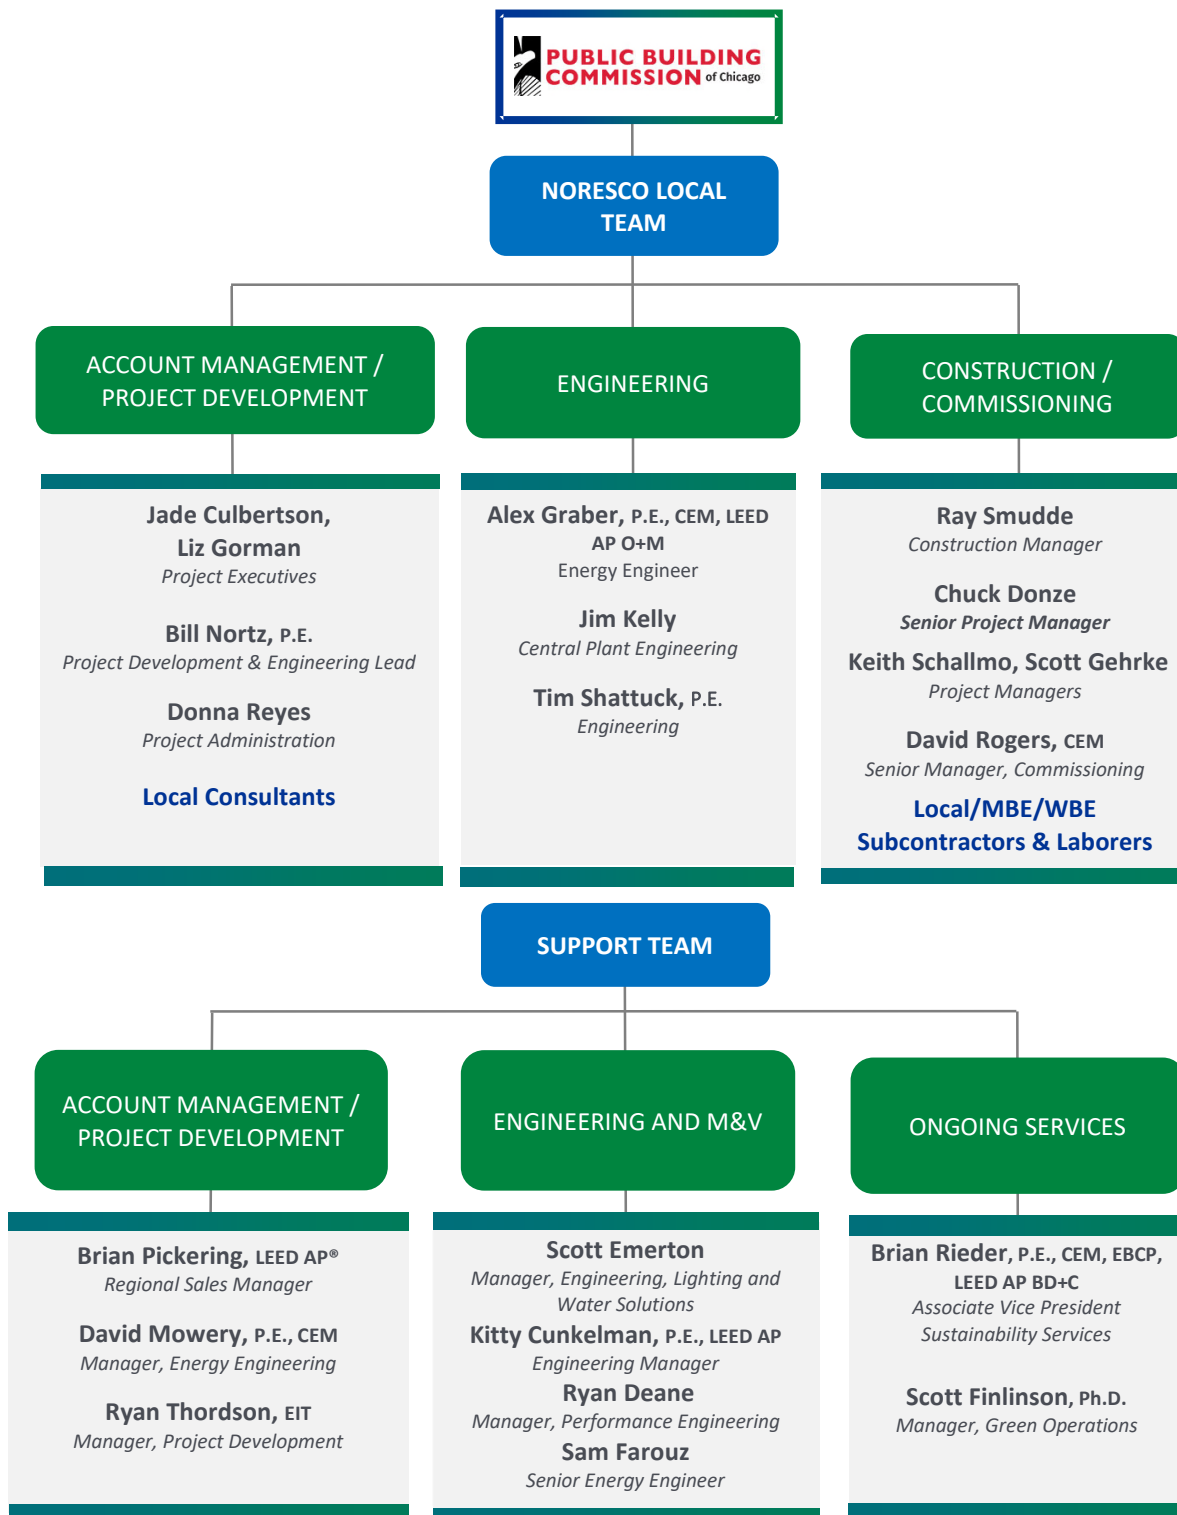 PUBLIC BUILDING
COMMISSION of Chicago
NORESCO LOCAL
TEAM
ACCOUNT MANAGEMENT /
PROJECT DEVELOPMENT
Jade Culbertson,
Liz Gorman
Project Executives
Bill Nortz, P.E.
Project Development & Engineering Lead
Donna Reyes
Project Administration
Local Consultants
ENGINEERING
Alex Graber, P.E., CEM, LEED
AP O+M
Energy Engineer
Jim Kelly
Central Plant Engineering
Tim Shattuck, P.E.
Engineering
CONSTRUCTION /
COMMISSIONING
Ray Smudde
Construction Manager
Chuck Donze
Senior Project Manager
Keith Schallmo, Scott Gehrke
Project Managers
David Rogers, CEM
Senior Manager, Commissioning
Local/MBE/WBE
Subcontractors & Laborers
SUPPORT TEAM
ACCOUNT MANAGEMENT /
PROJECT DEVELOPMENT
Brian Pickering, LEED AP®
Regional Sales Manager
David Mowery, P.E., CEM
Manager, Energy Engineering
Ryan Thordson, EIT
Manager, Project Development
ENGINEERING AND M&V
Scott Emerton
Manager, Engineering, Lighting and
Water Solutions
Kitty Cunkelman, P.E., LEED AP
Engineering Manager
Ryan Deane
Manager, Performance Engineering
Sam Farouz
Senior Energy Engineer
ONGOING SERVICES
Brian Rieder, P.E., CEM, EBCP,
LEED AP BD+C
Associate Vice President
Sustainability Services
Scott Finlinson, Ph.D.
Manager, Green Operations